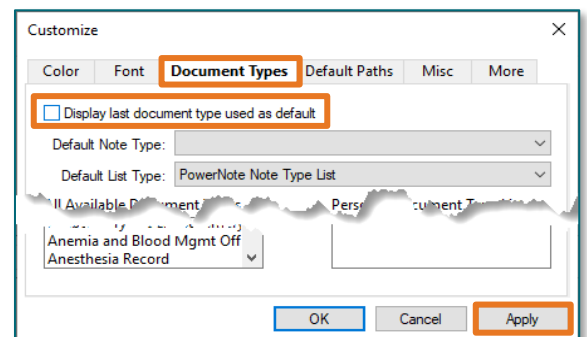 Customize
Color Font Document Types Default Paths Misc More
Display last document type used as default
Default Note Type:
Default List Type: PowerNote Note Type List
Anemia and Blood Mgmt Off
Anesthesia Record
OK Cancel Apply